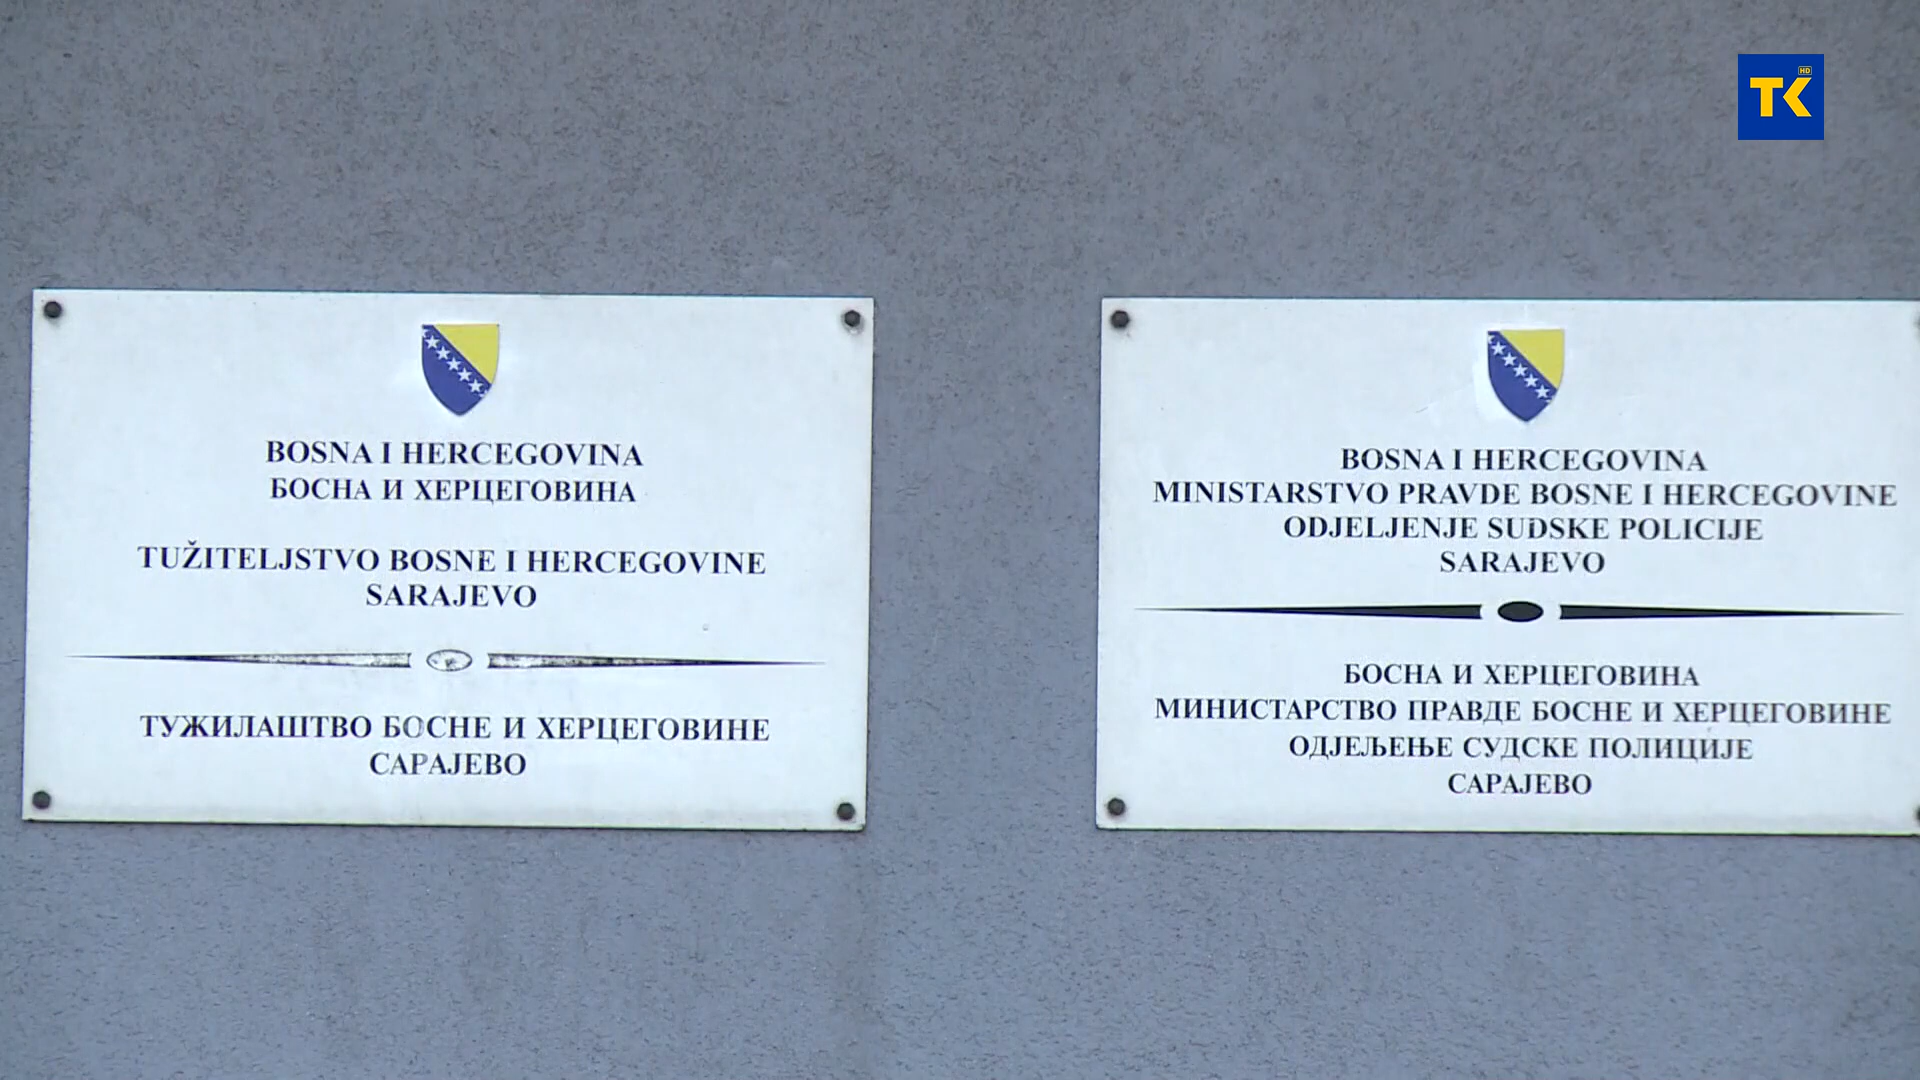 BOSNA I HERCEGOVINA
БОСНА И ХЕРЦЕГОВИНА
TUŽITELJSTVO BOSNE I HERCEGOVINE
SARAJEVO
ТУЖИЛАШТВО БОСНЕ И ХЕРЦЕГОВИНЕ
САРАЈЕВО
BOSNA I HERCEGOVINA
MINISTARSTVO PRAVDE BOSNE I HERCEGOVINE
ODJELJENJE SUDSKE POLICIJE
SARAJEVO
БОСНА И ХЕРЦЕГОВИНА
МИНИСТАРСТВО ПРАВДЕ БОСНЕ И ХЕРЦЕГОВИНЕ
ОДЈЕЉЕЊЕ СУДСКЕ ПОЛИЦИЈЕ
САРАЈЕВО
TK HD